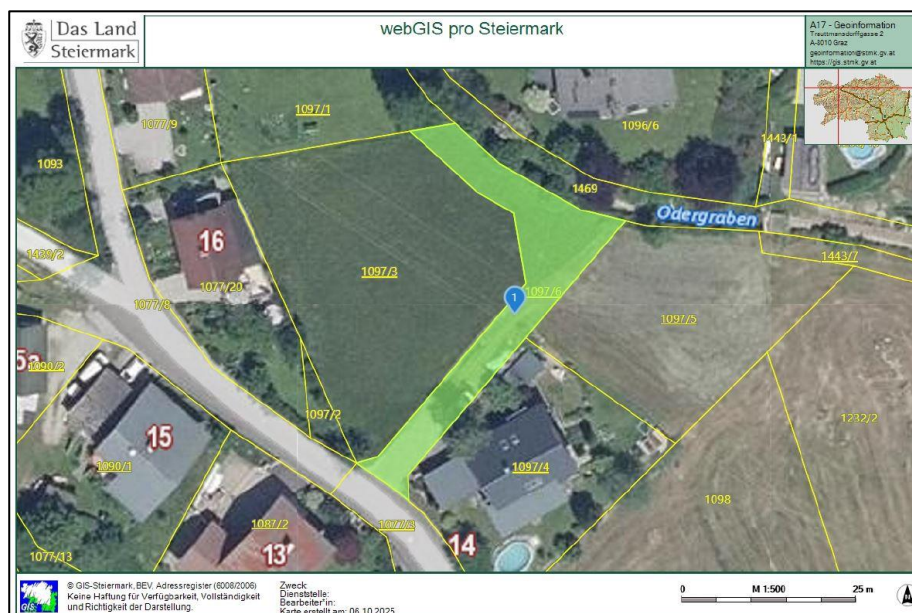 Das Land
Steiermark
webGIS pro Steiermark
A17 - Geoinformation
Trauttmansdorffgasse 2
A-8010 Graz
geoinformation@stmk.gv.at
https://gis.stmk.gv.at
1077/9
1097/1
1096/6
1443/1
1093
1469
Odergraben
16
1097/3
1439/2
1077/20
1097/6
1443/7
1077/8
1
1097/5
5a
1090/2
1097/2
1232/2
15
1090/1
1097/4
1098
1087/2
1077/8
14
13
1077/13
GIS
© GIS-Steiermark, BEV, Adressregister (6008/2006)
Keine Haftung für Verfügbarkeit, Vollständigkeit
und Richtigkeit der Darstellung.
Zweck:
Dienststelle:
Bearbeiter*in:
Karte erstellt am: 06.10.2025
0 M 1:500 25 m